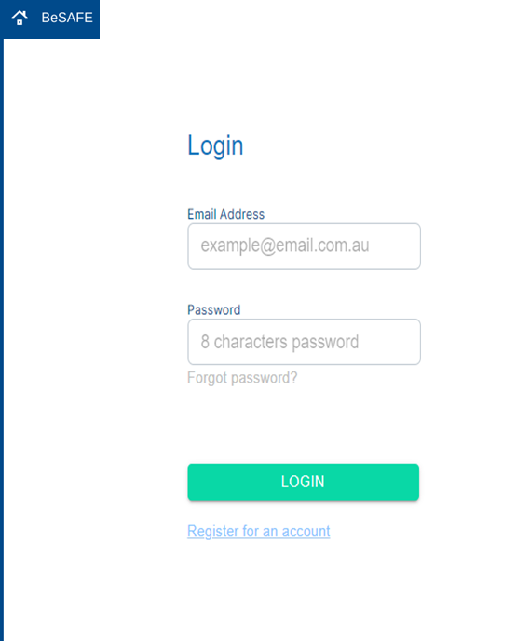 BeSAFE
Login
Email Address
example@email.com.au
Password
8 characters password
Forgot password?
LOGIN
Register for an account